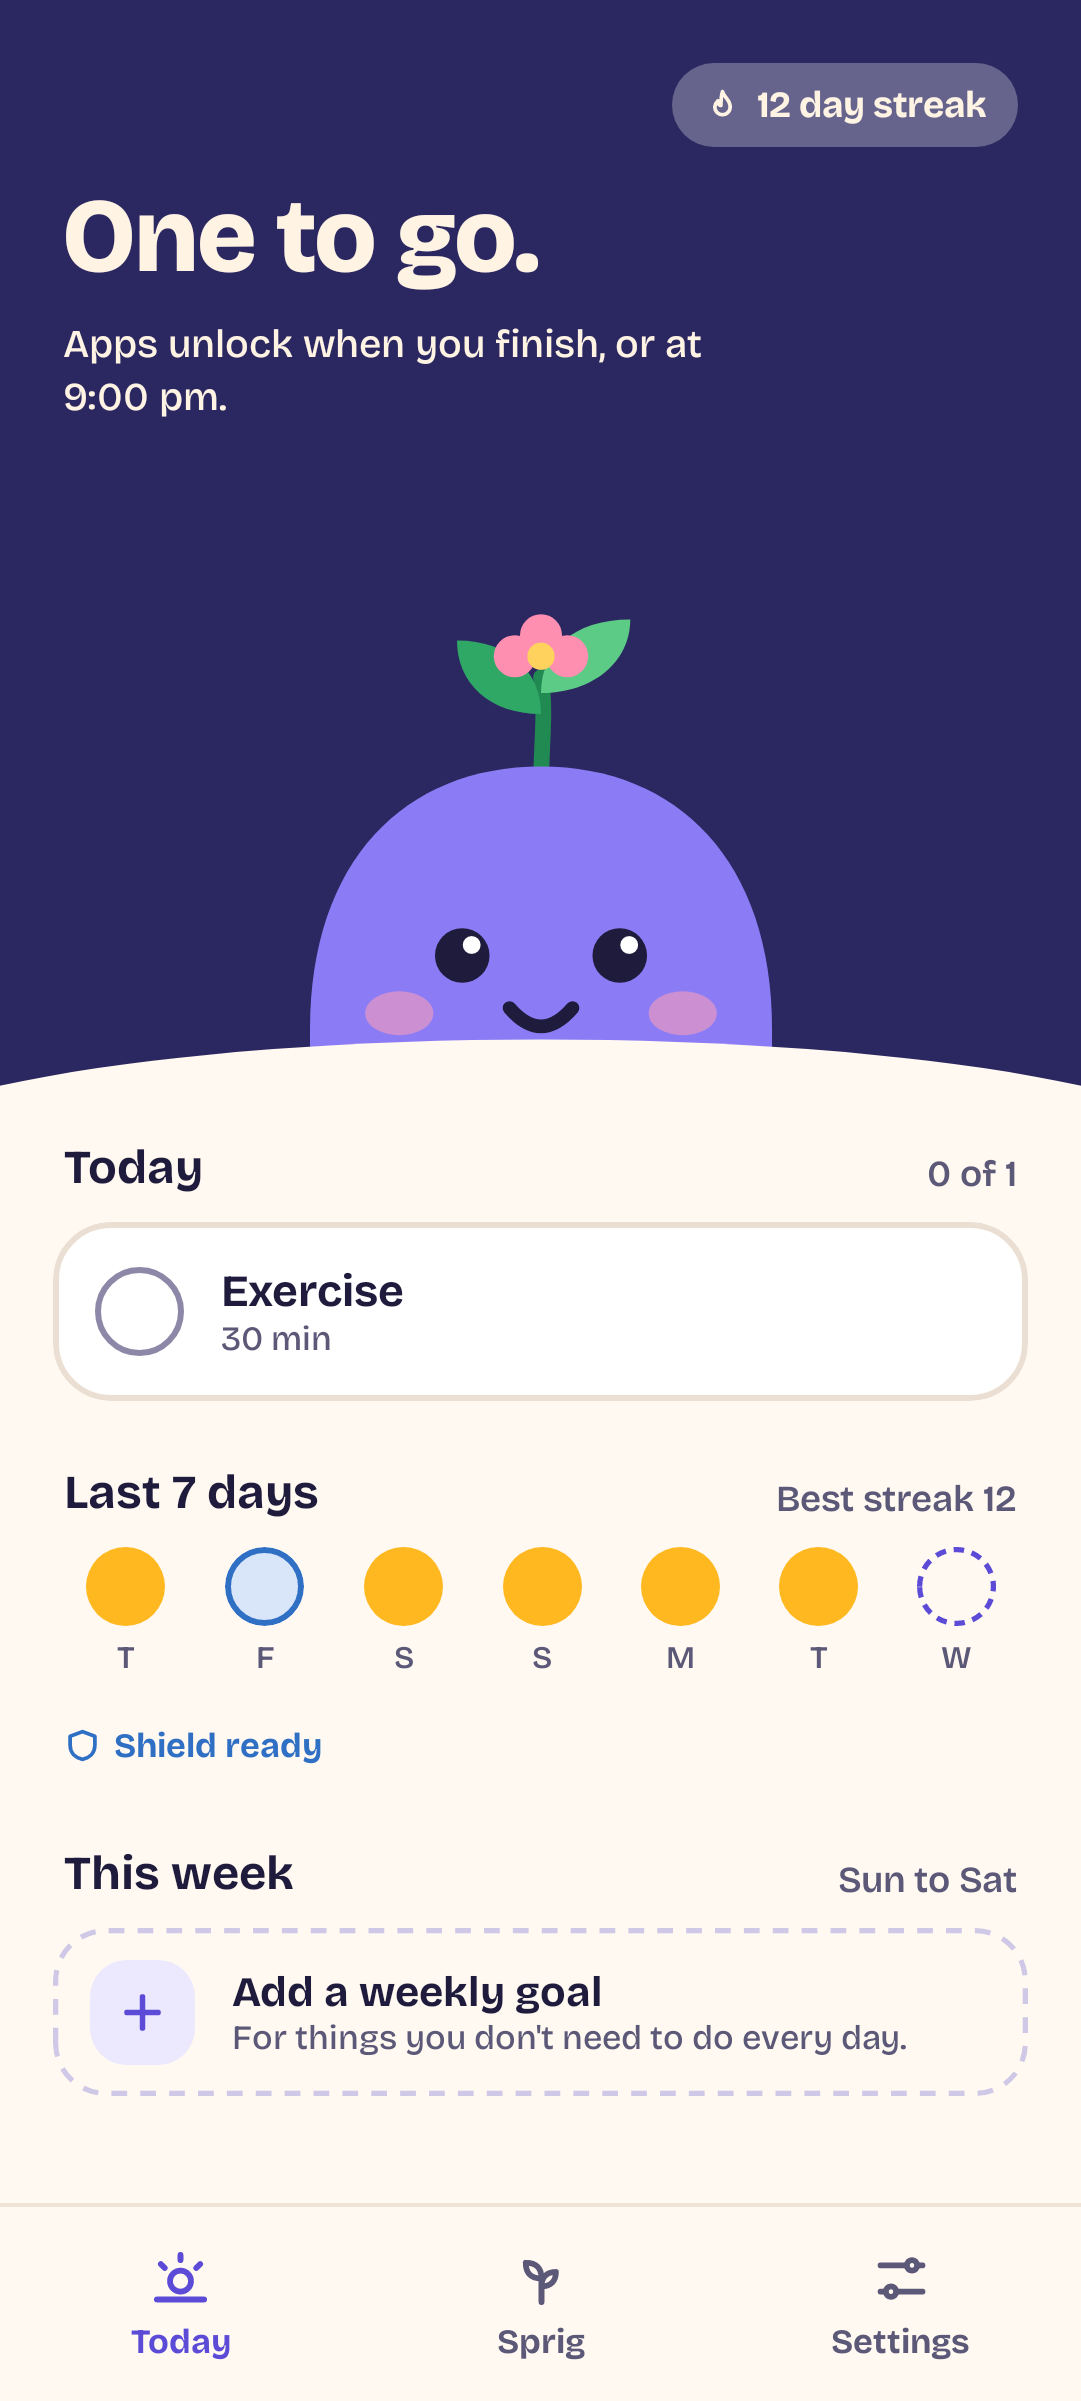 12 day streak
One to go.
Apps unlock when you finish, or at
9:00 pm.
Today
0 of 1
Exercise
30 min
Last 7 days
Best streak 12
T F S S M T W
Shield ready
This week
Sun to Sat
Add a weekly goal
For things you don't need to do every day.
Today Sprig Settings